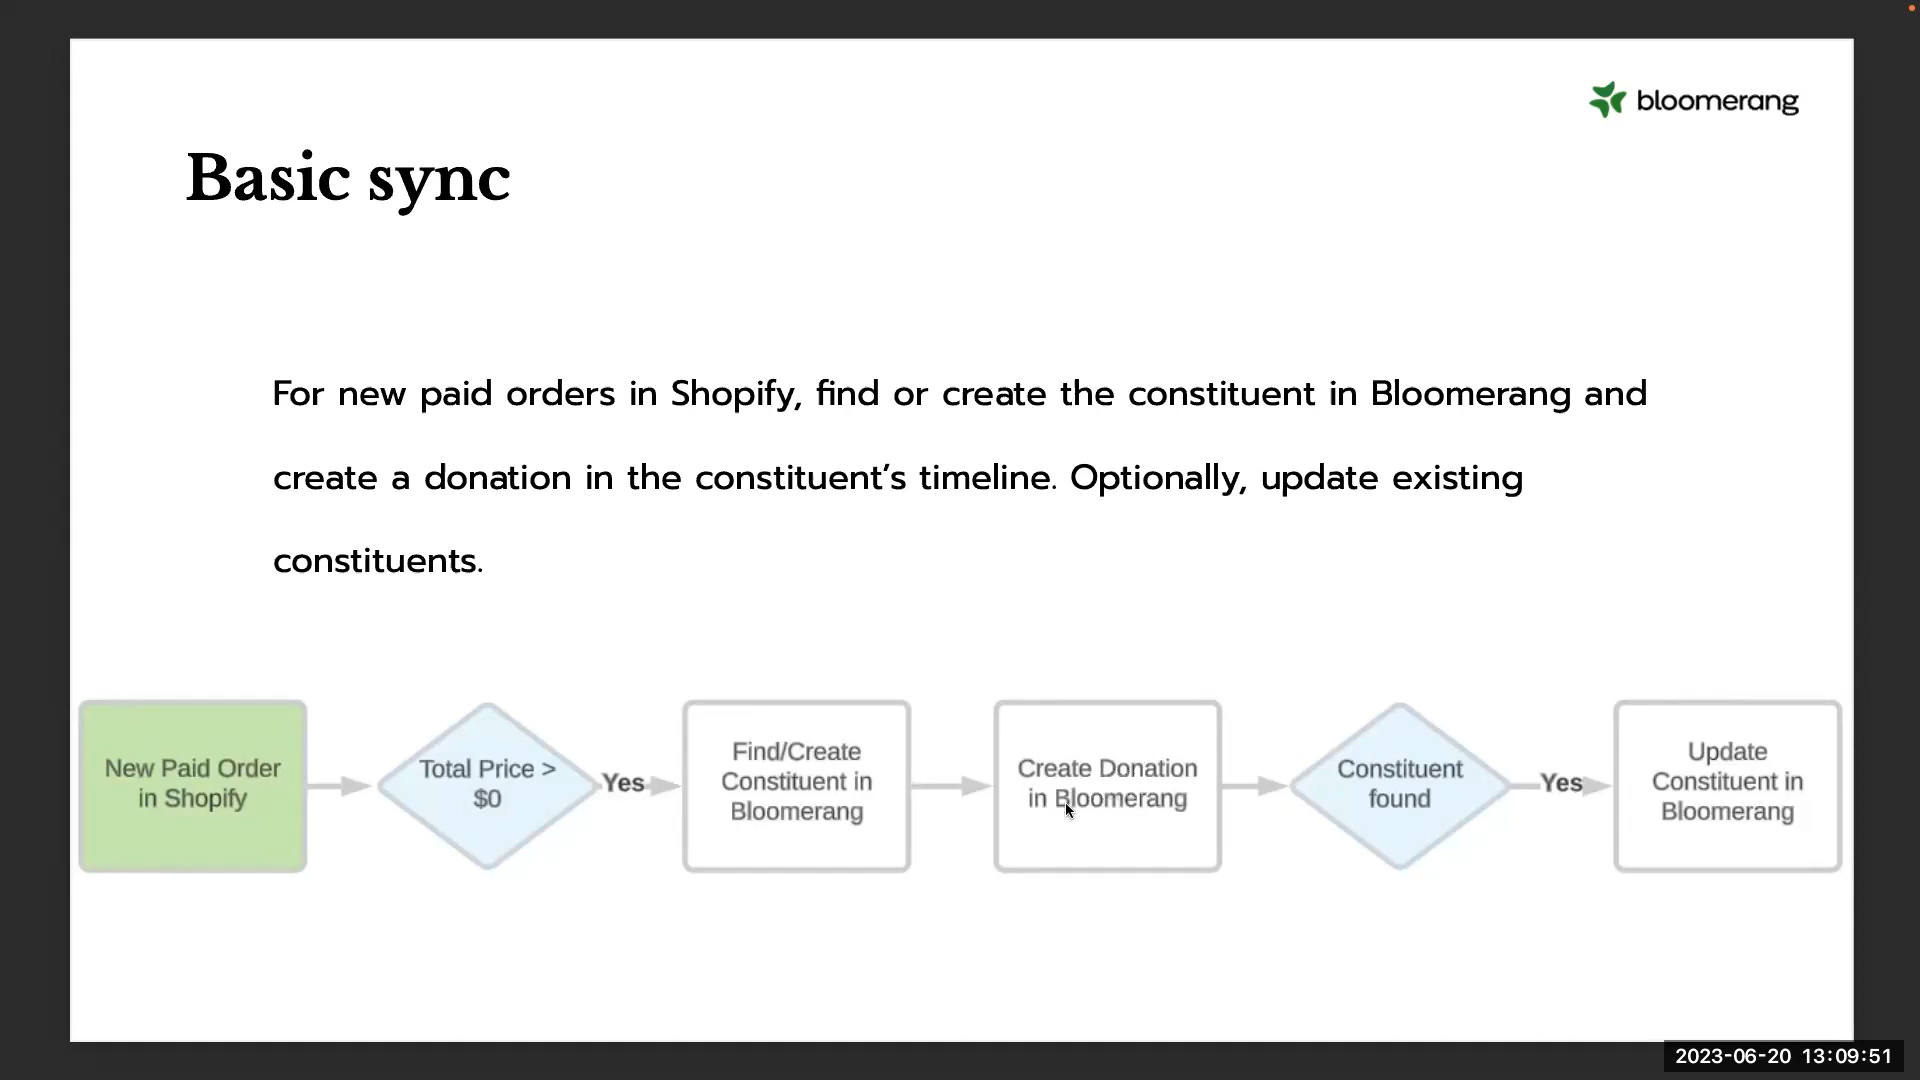 bloomerang
Basic sync
For new paid orders in Shopify, find or create the constituent in Bloomerang and
create a donation in the constituent’s timeline. Optionally, update existing
constituents.
New Paid Order
in Shopify
Total Price >
$0
Yes
Find/Create
Constituent in
Bloomerang
Create Donation
in Bloomerang
Constituent
found
Yes
Update
Constituent in
Bloomerang
2023-06-20 13:09:51